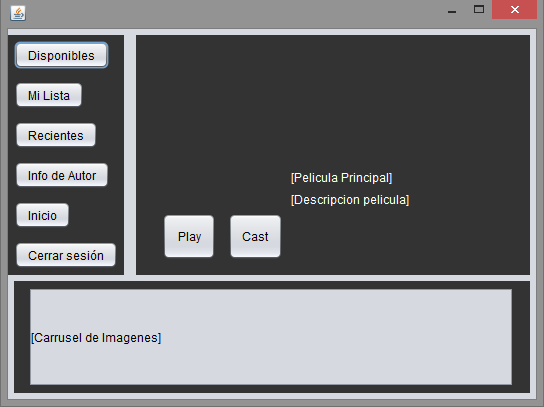 Disponibles
Mi Lista
Recientes
Info de Autor
Inicio
Cerrar sesión
[Pelicula Principal]
[Descripcion pelicula]
Play
Cast
[Carrusel de Imagenes]